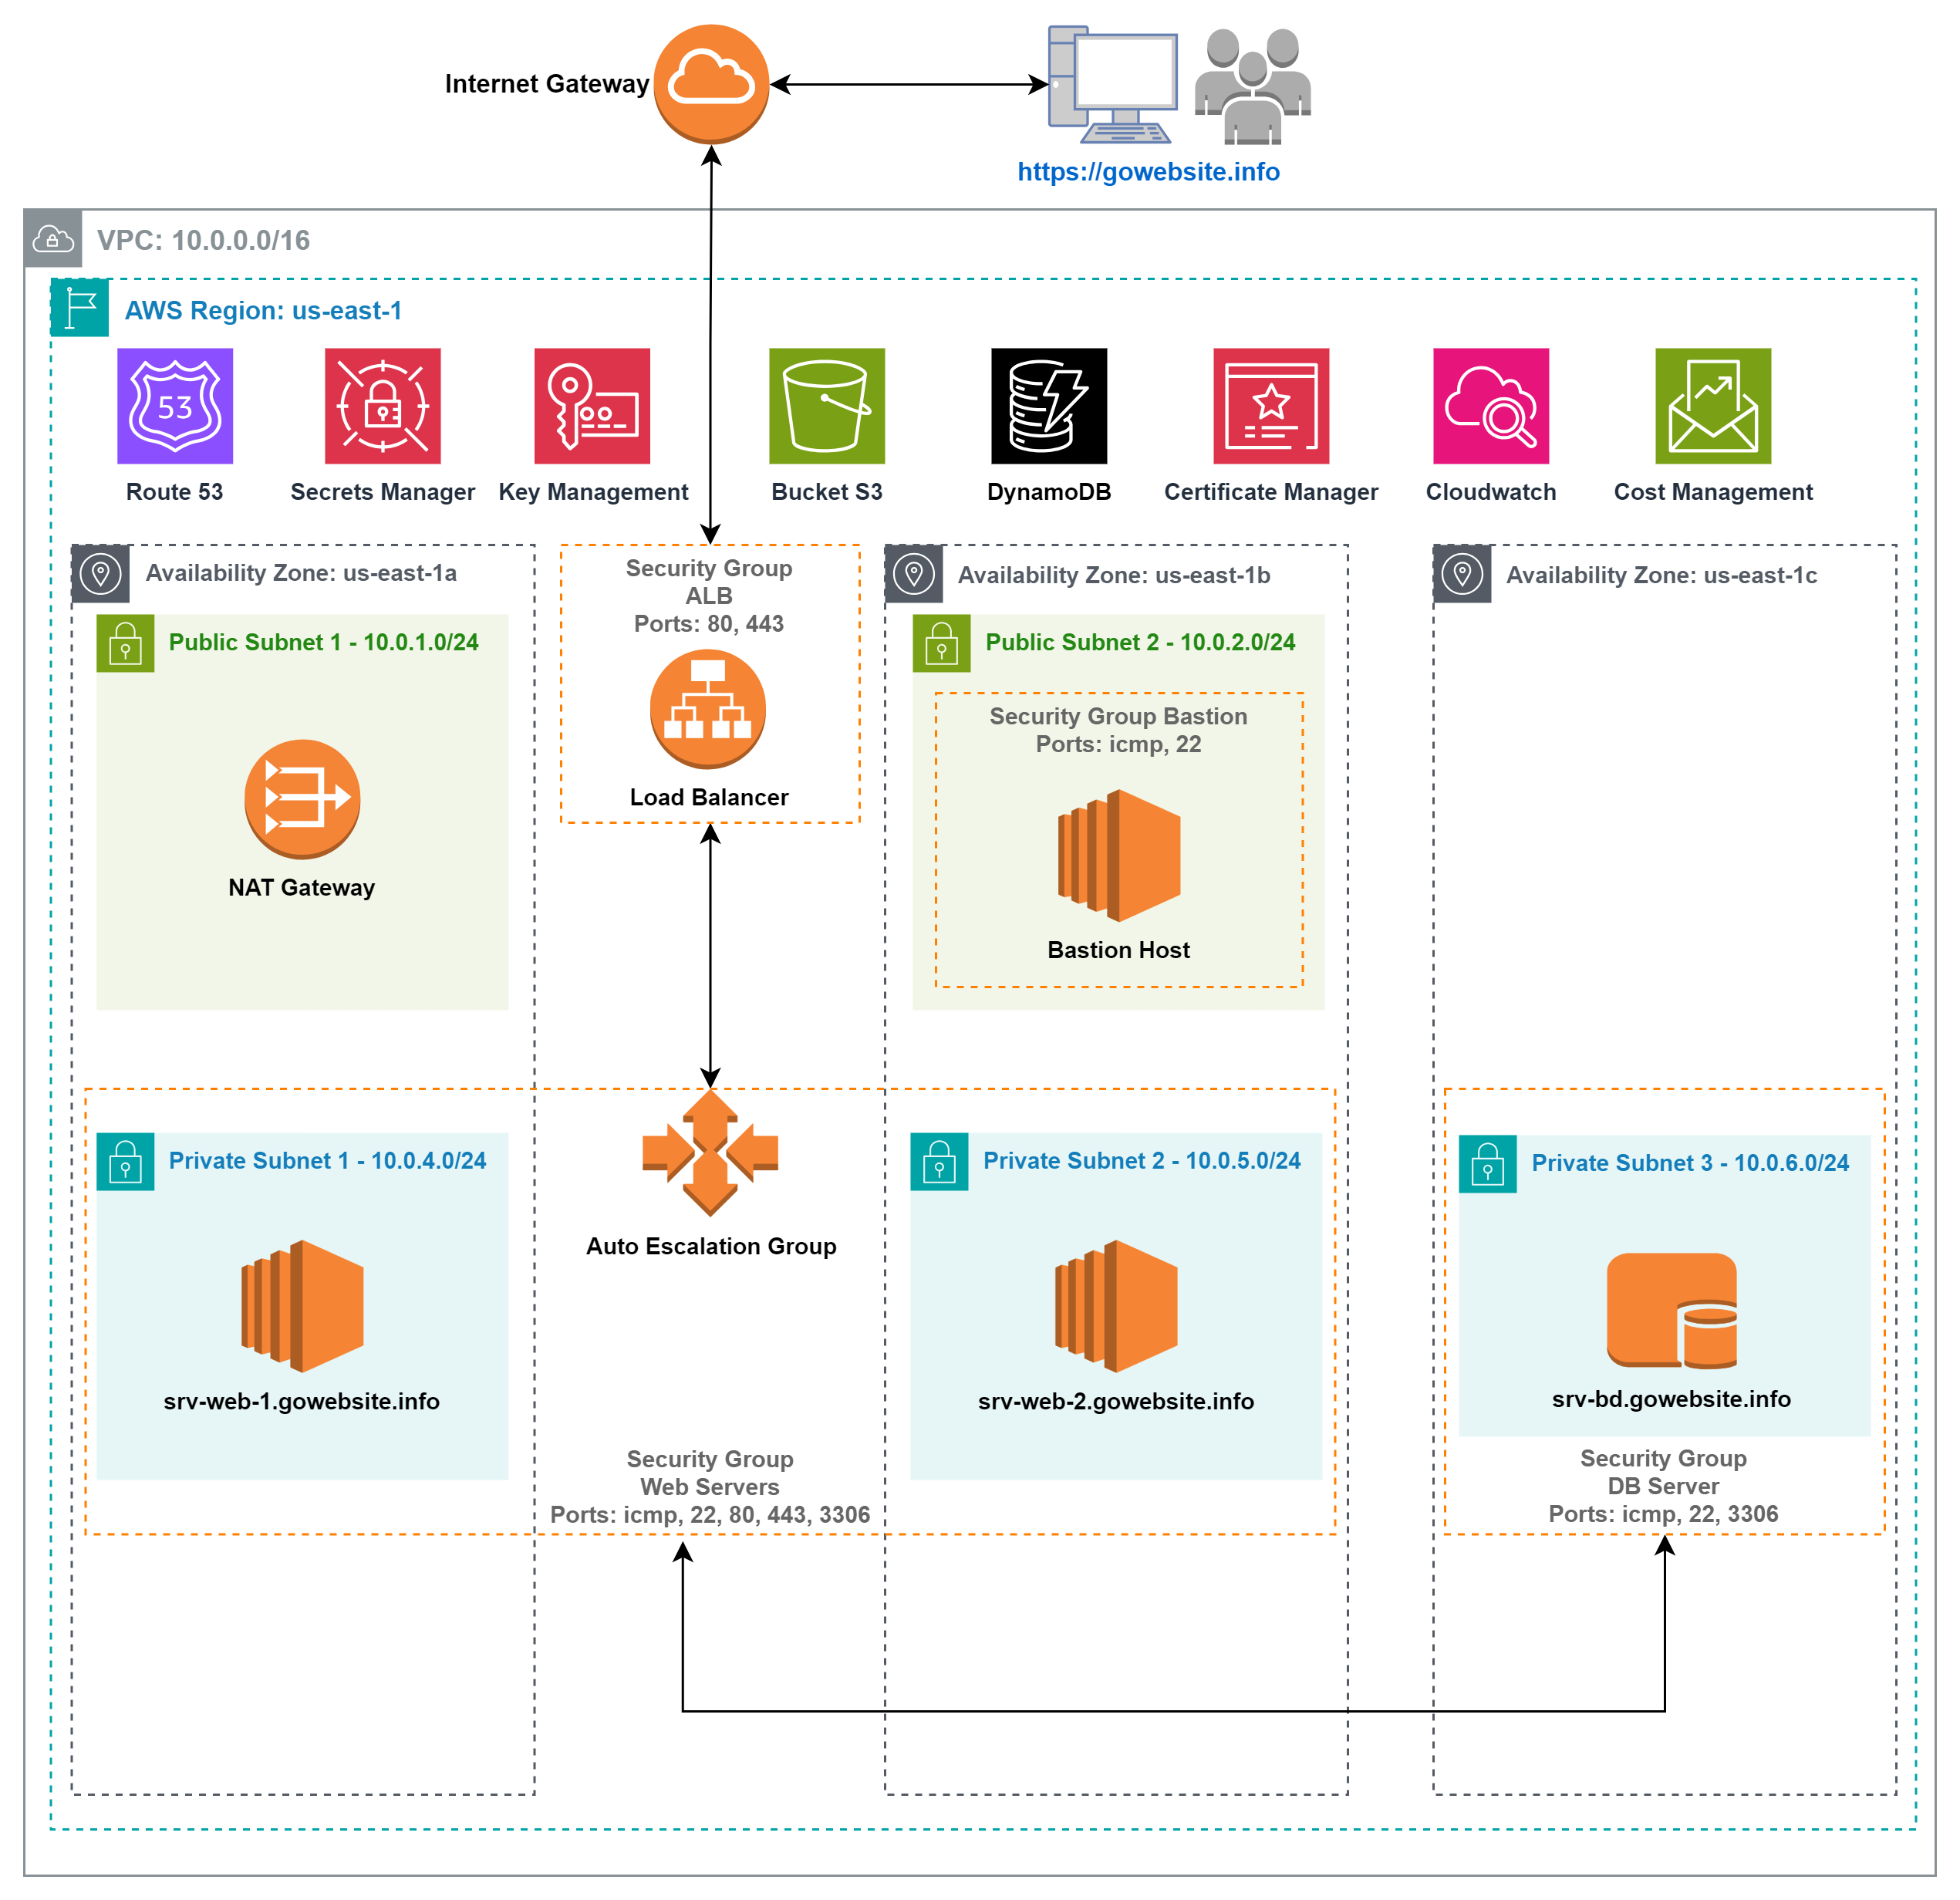 Internet Gateway
https://gowebsite.info
VPC: 10.0.0.0/16
AWS Region: us-east-1
53
Route 53
Secrets Manager
Key Management
Bucket S3
DynamoDB
Certificate Manager
Cloudwatch
Cost Management
Availability Zone: us-east-1a
Security Group
ALB
Ports: 80, 443
Load Balancer
Availability Zone: us-east-1b
Availability Zone: us-east-1c
Public Subnet 1 - 10.0.1.0/24
NAT Gateway
Public Subnet 2 - 10.0.2.0/24
Security Group Bastion
Ports: icmp, 22
Bastion Host
Private Subnet 1 - 10.0.4.0/24
srv-web-1.gowebsite.info
Auto Escalation Group
Private Subnet 2 - 10.0.5.0/24
srv-web-2.gowebsite.info
Security Group
Web Servers
Ports: icmp, 22, 80, 443, 3306
Private Subnet 3 - 10.0.6.0/24
srv-bd.gowebsite.info
Security Group
DB Server
Ports: icmp, 22, 3306